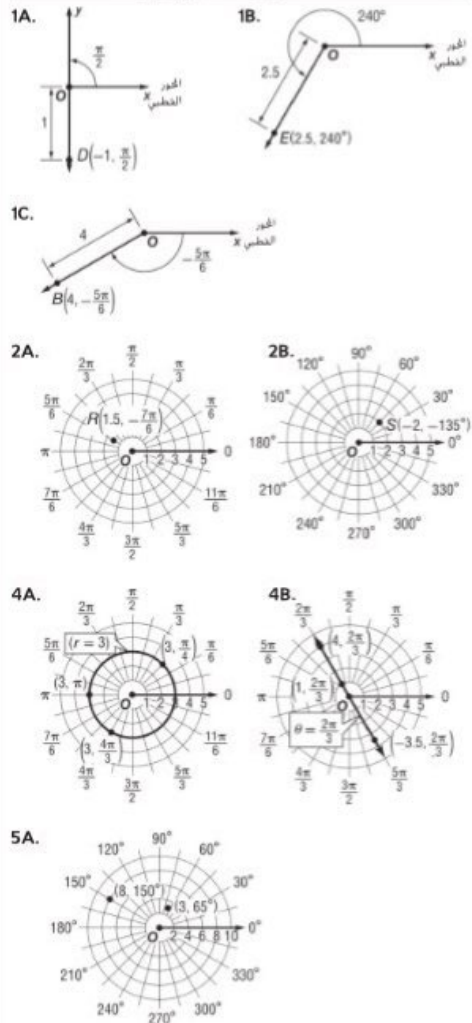 1A.
y
π/2
O
x
المحور القطبي
1
D(-1, π/2)
1B.
240°
2.5
O
x
المحور القطبي
E(2.5, 240°)
1C.
4
O
x
المحور القطبي
-5π/6
B(4, -5π/6)
2A.
π/2
2π/3
π/3
5π/6
π/6
R(1.5, -7π/6)
π
O
1 2 3 4 5
0
7π/6
11π/6
4π/3
5π/3
3π/2
2B.
90°
120°
60°
150°
30°
S(-2, -135°)
180°
O
1 2 3 4 5
0°
210°
330°
240°
300°
270°
4A.
π/2
2π/3
π/3
5π/6
(r = 3)
(3, π/4)
π/6
π
(3, π)
O
1 2 3 4 5
0
(3, 4π/3)
7π/6
11π/6
4π/3
5π/3
3π/2
4B.
π/2
2π/3
π/3
(4, 2π/3)
5π/6
π/6
(1, 2π/3)
π
O
1 2 3 4 5
0
θ = 2π/3
(-3.5, 2π/3)
7π/6
4π/3
5π/3
3π/2
5A.
90°
120°
60°
150°
(8, 150°)
30°
(3, 65°)
180°
O
2 4 6 8 10
0°
210°
330°
240°
300°
270°